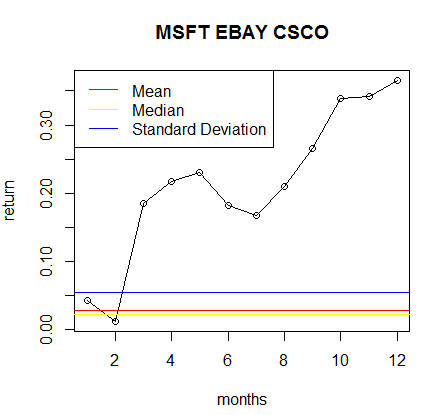 MSFT EBAY CSCO
Mean
Median
Standard Deviation
return
0.30
0.20
0.10
0.00
2 4 6 8 10 12
months